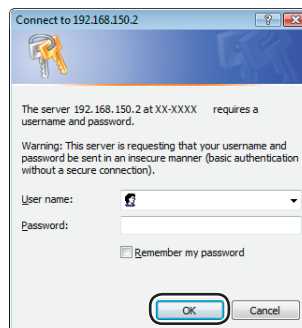 Connect to 192.168.150.2
The server 192.168.150.2 at XX-XXXX requires a
username and password.
Warning: This server is requesting that your username and
password be sent in an insecure manner (basic authentication
without a secure connection).
User name:
Password:
Remember my password
OK Cancel